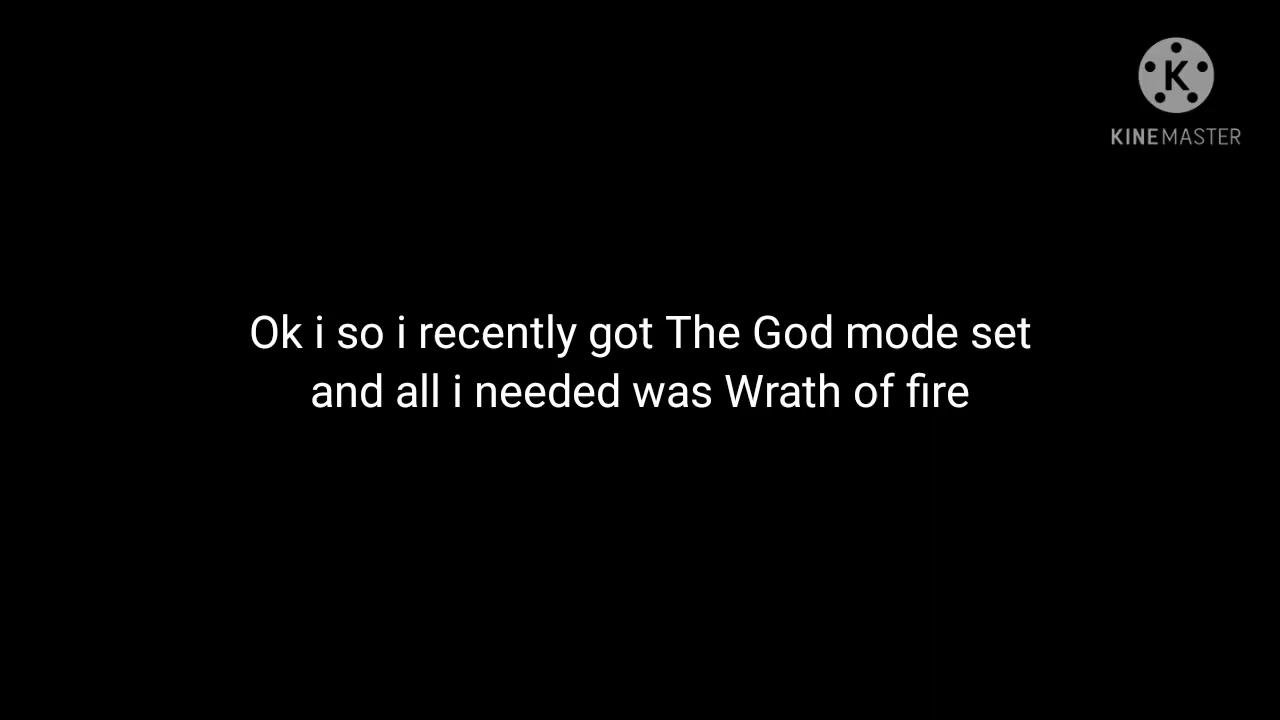 K
KINEMASTER
Ok i so i recently got The God mode set
and all i needed was Wrath of fire